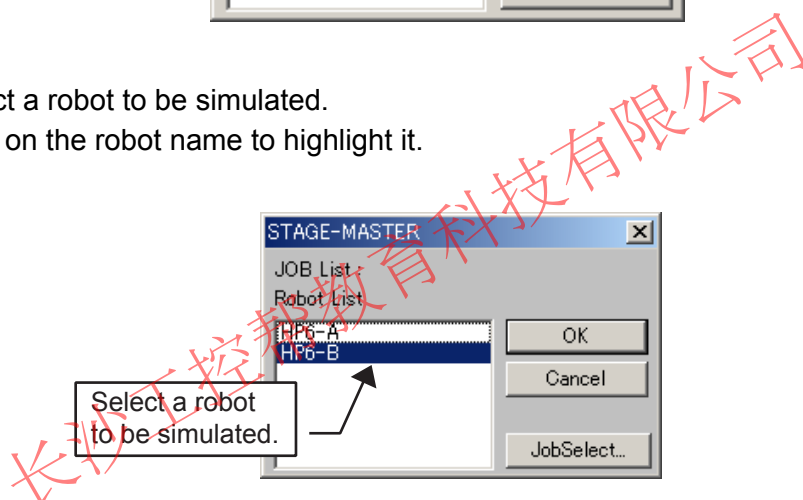 ct a robot to be simulated.
on the robot name to highlight it.
STAGE-MASTER
JOB List :
Robot List
HP6-A
HP6-B
OK
Cancel
JobSelect...
Select a robot
to be simulated.
长沙工控帮教育科技有限公司